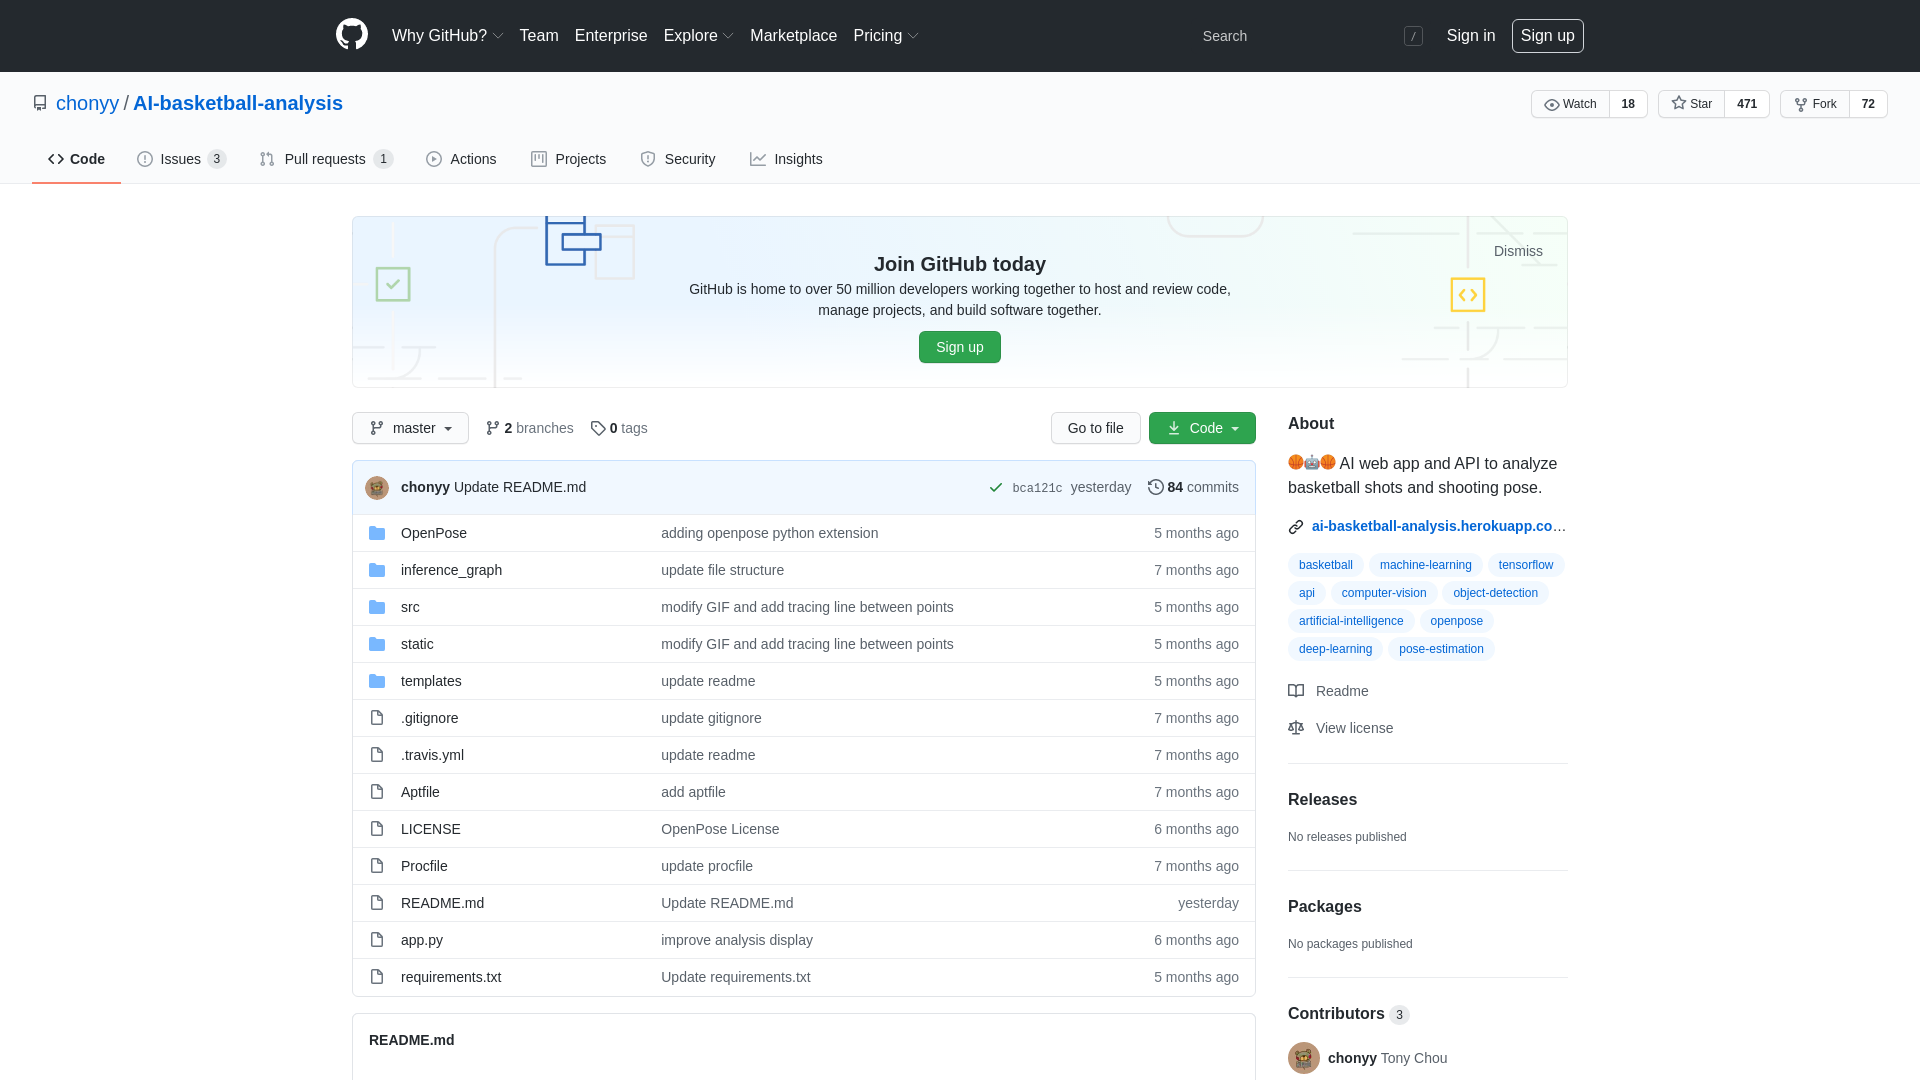 Why GitHub? Team Enterprise Explore Marketplace Pricing Search / Sign in Sign up
chonyy / AI-basketball-analysis Watch 18 Star 471 Fork 72
Code Issues 3 Pull requests 1 Actions Projects Security Insights
Dismiss
Join GitHub today
GitHub is home to over 50 million developers working together to host and review code,
manage projects, and build software together.
Sign up
master 2 branches 0 tags Go to file Code
chonyy Update README.md bca121c yesterday 84 commits
OpenPose adding openpose python extension 5 months ago
inference_graph update file structure 7 months ago
src modify GIF and add tracing line between points 5 months ago
static modify GIF and add tracing line between points 5 months ago
templates update readme 5 months ago
.gitignore update gitignore 7 months ago
.travis.yml update readme 7 months ago
Aptfile add aptfile 7 months ago
LICENSE OpenPose License 6 months ago
Procfile update procfile 7 months ago
README.md Update README.md yesterday
app.py improve analysis display 6 months ago
requirements.txt Update requirements.txt 5 months ago
README.md
About
🏀🤖🏀 AI web app and API to analyze
basketball shots and shooting pose.
ai-basketball-analysis.herokuapp.co…
basketball machine-learning tensorflow
api computer-vision object-detection
artificial-intelligence openpose
deep-learning pose-estimation
Readme
View license
Releases
No releases published
Packages
No packages published
Contributors 3
chonyy Tony Chou